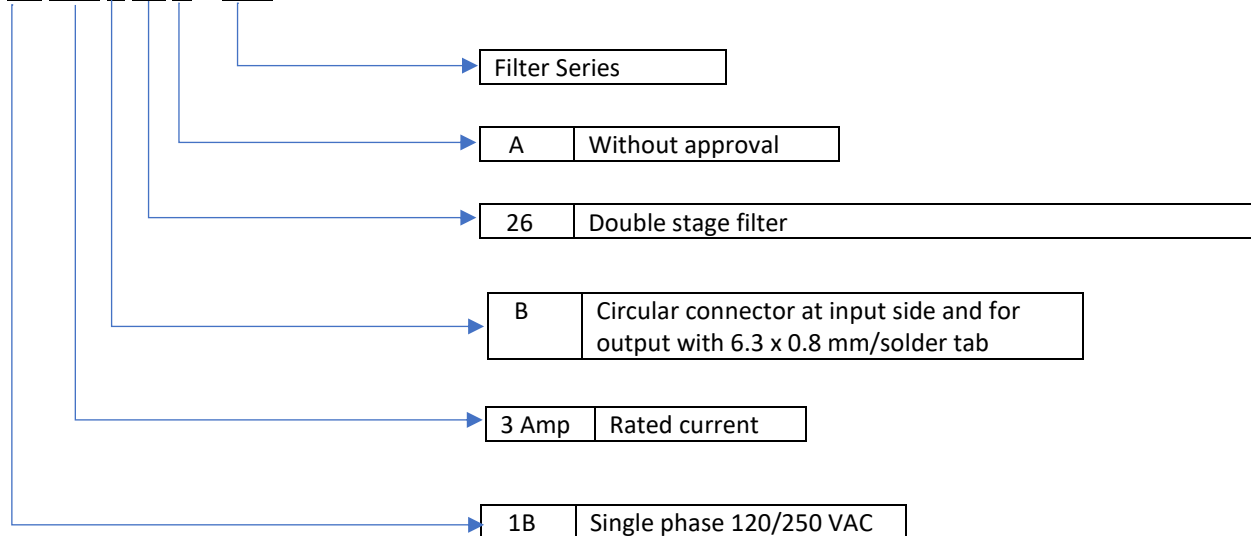 Filter Series
A Without approval
26 Double stage filter
B Circular connector at input side and for
output with 6.3 x 0.8 mm/solder tab
3 Amp Rated current
1B Single phase 120/250 VAC